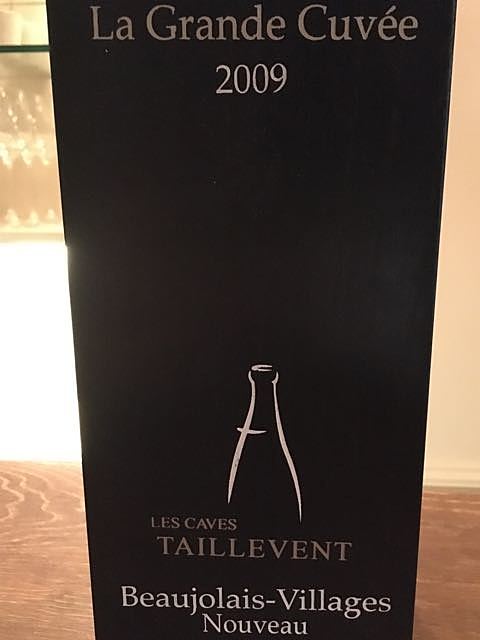 La Grande Cuvée
2009
LES CAVES
TAILLEVENT
Beaujolais-Villages
Nouveau